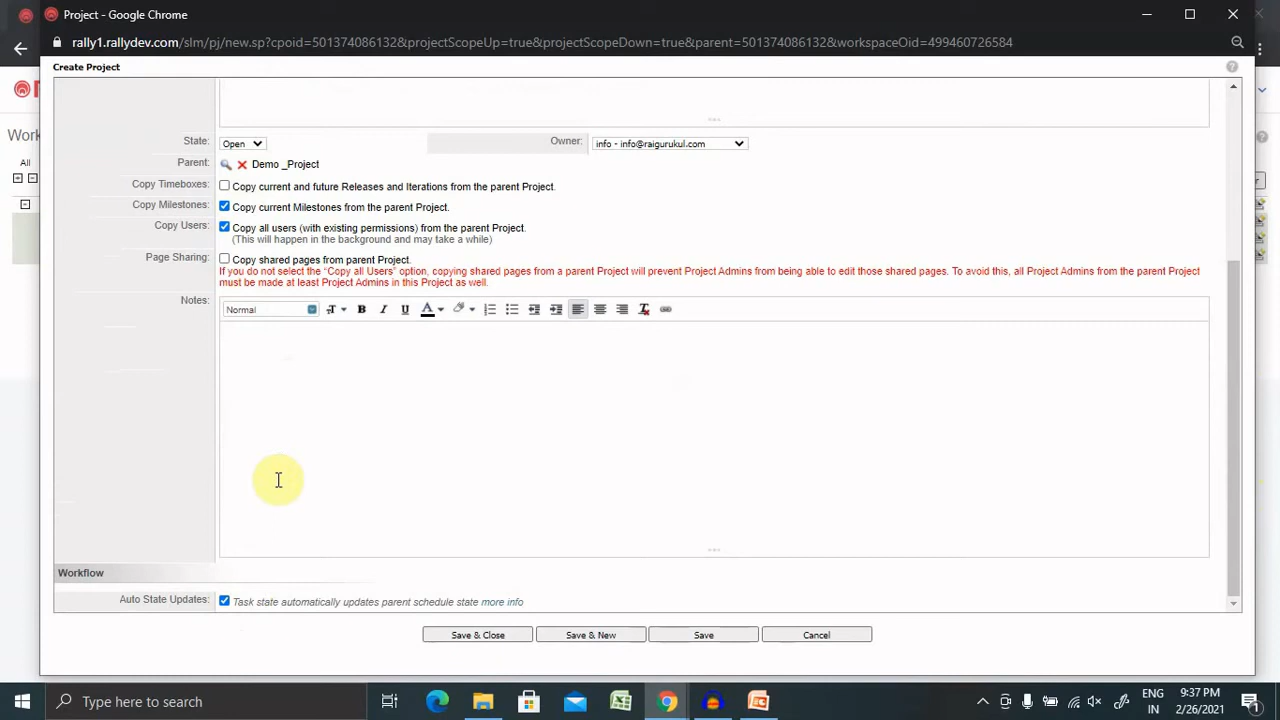 Project - Google Chrome
rally1.rallydev.com/slm/pj/new.sp?cpoid=501374086132&projectScopeUp=true&projectScopeDown=true&parent=501374086132&workspaceOid=499460726584
Create Project
State: Open Owner: info - info@raigurukul.com
Parent: Demo _Project
Copy Timeboxes: Copy current and future Releases and Iterations from the parent Project.
Copy Milestones: Copy current Milestones from the parent Project.
Copy Users: Copy all users (with existing permissions) from the parent Project.
(This will happen in the background and may take a while)
Page Sharing: Copy shared pages from parent Project.
If you do not select the "Copy all Users" option, copying shared pages from a parent Project will prevent Project Admins from being able to edit those shared pages. To avoid this, all Project Admins from the parent Project
must be made at least Project Admins in this Project as well.
Notes: Normal
Workflow
Auto State Updates: Task state automatically updates parent schedule state more info
Save & Close Save & New Save Cancel
Work
All
Type here to search
ENG 9:37 PM
IN 2/26/2021